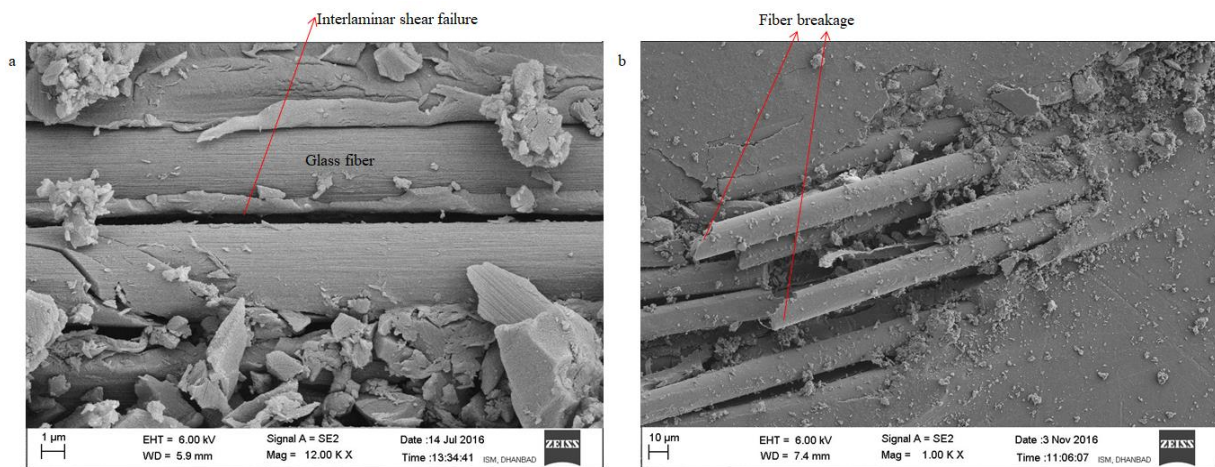 Interlaminar shear failure
Fiber breakage
a
b
Glass fiber
1 µm
EHT = 6.00 kV
Signal A = SE2
Date :14 Jul 2016
ZEISS
WD = 5.9 mm
Mag = 12.00 K X
Time :13:34:41
ISM, DHANBAD
10 µm
EHT = 6.00 kV
Signal A = SE2
Date :3 Nov 2016
ZEISS
WD = 7.4 mm
Mag = 1.00 K X
Time :11:06:07
ISM, DHANBAD